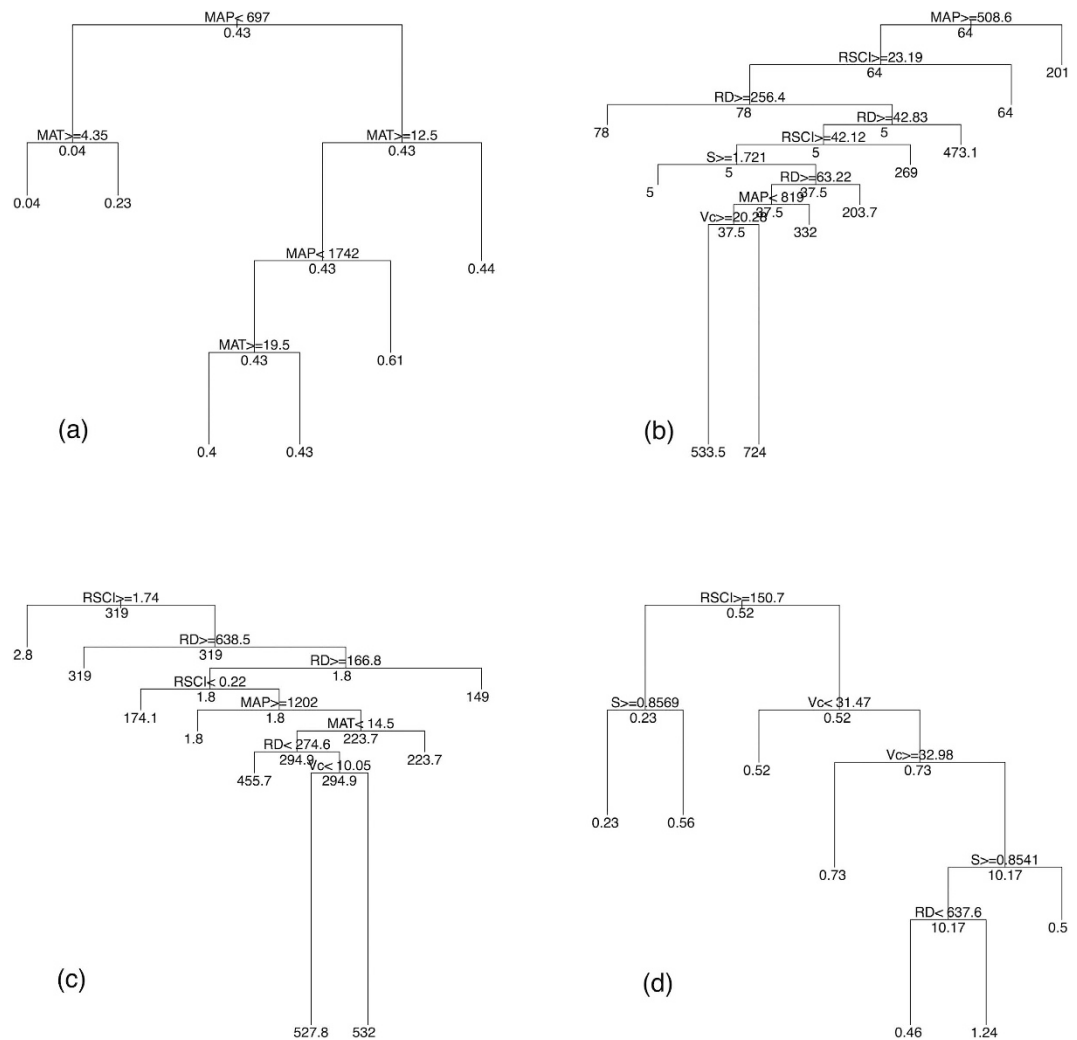 MAP< 697
0.43
MAT>=4.35
0.04
MAT>=12.5
0.43
0.04
0.23
MAP< 1742
0.43
0.44
MAT>=19.5
0.43
0.61
0.4
0.43
(a)
MAP>=508.6
64
RSCI>=23.19
64
201
RD>=256.4
78
64
78
RD>=42.83
5
RSCI>=42.12
5
473.1
S>=1.721
5
269
5
RD>=63.22
37.5
MAP< 819
37.5
203.7
Vc>=20.28
37.5
332
533.5
724
(b)
RSCI>=1.74
319
2.8
RD>=638.5
319
319
RD>=166.8
1.8
RSCI< 0.22
1.8
149
174.1
MAP>=1202
1.8
1.8
MAT< 14.5
223.7
RD< 274.6
294.9
223.7
455.7
Vc< 10.05
294.9
527.8
532
(c)
RSCI>=150.7
0.52
S>=0.8569
0.23
Vc< 31.47
0.52
0.23
0.56
0.52
Vc>=32.98
0.73
0.73
S>=0.8541
10.17
RD< 637.6
10.17
0.5
0.46
1.24
(d)